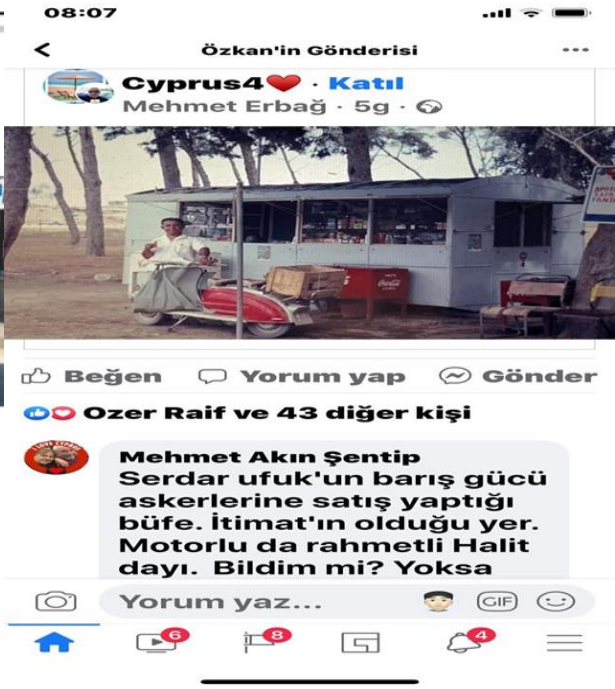 08:07
Özkan'in Gönderisi
Cyprus4❤️ · Katıl
Mehmet Erbağ · 5g ·
Coca-Cola
Beğen Yorum yap Gönder
Ozer Raif ve 43 diğer kişi
Mehmet Akın Şentip
Serdar ufuk'un barış gücü
askerlerine satış yaptığı
büfe. İtimat'ın olduğu yer.
Motorlu da rahmetli Halit
dayı. Bildim mi? Yoksa
Yorum yaz... GIF
6 8 4